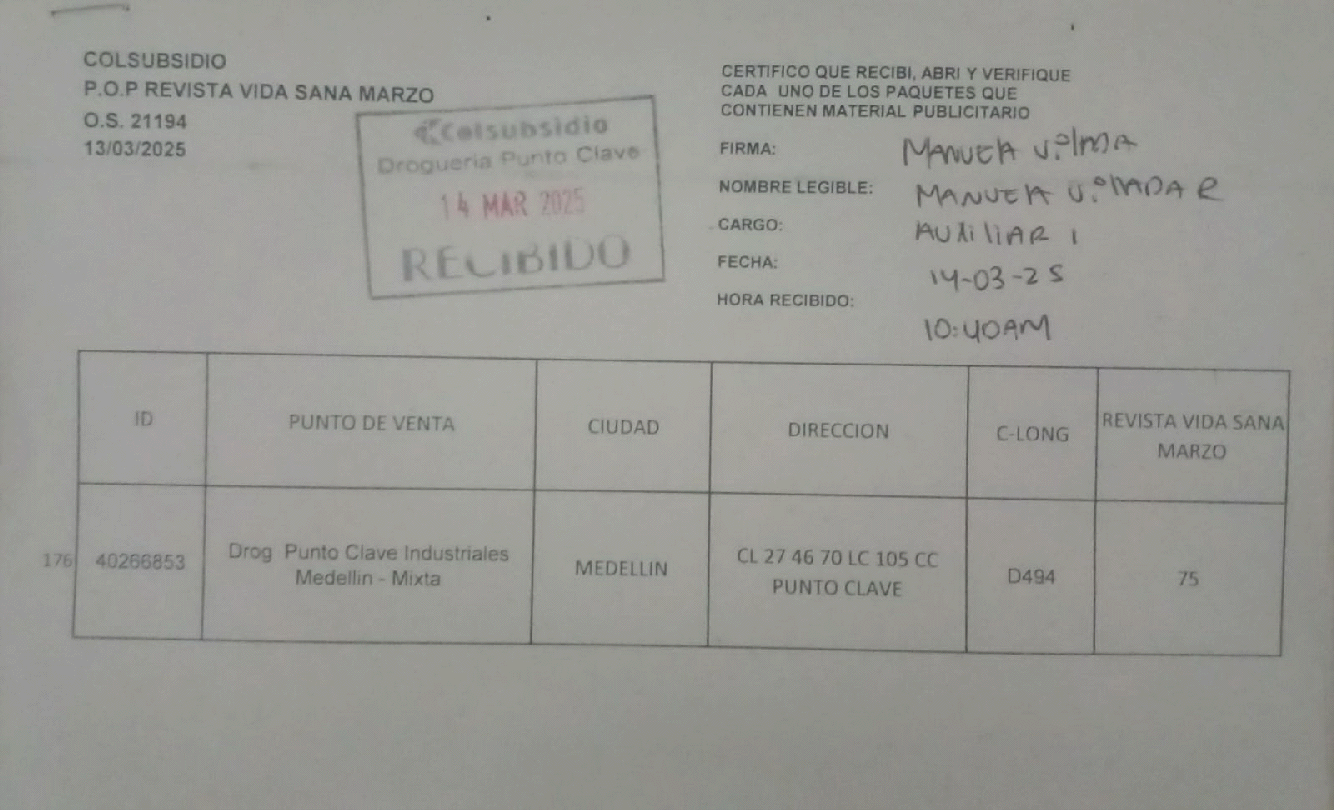 COLSUBSIDIO
P.O.P REVISTA VIDA SANA MARZO
O.S. 21194
13/03/2025
Colsubsidio
Drogueria Punto Clave
14 MAR 2025
RECIBIDO
CERTIFICO QUE RECIBI, ABRI Y VERIFIQUE
CADA UNO DE LOS PAQUETES QUE
CONTIENEN MATERIAL PUBLICITARIO
FIRMA: MANUELA
NOMBRE LEGIBLE: MANUELA
CARGO: AUXILIAR 1
FECHA: 14-03-25
HORA RECIBIDO: 10:40AM
ID
PUNTO DE VENTA
CIUDAD
DIRECCION
C-LONG
REVISTA VIDA SANA
MARZO
176
40266853
Drog Punto Clave Industriales
Medellin - Mixta
MEDELLIN
CL 27 46 70 LC 105 CC
PUNTO CLAVE
D494
75